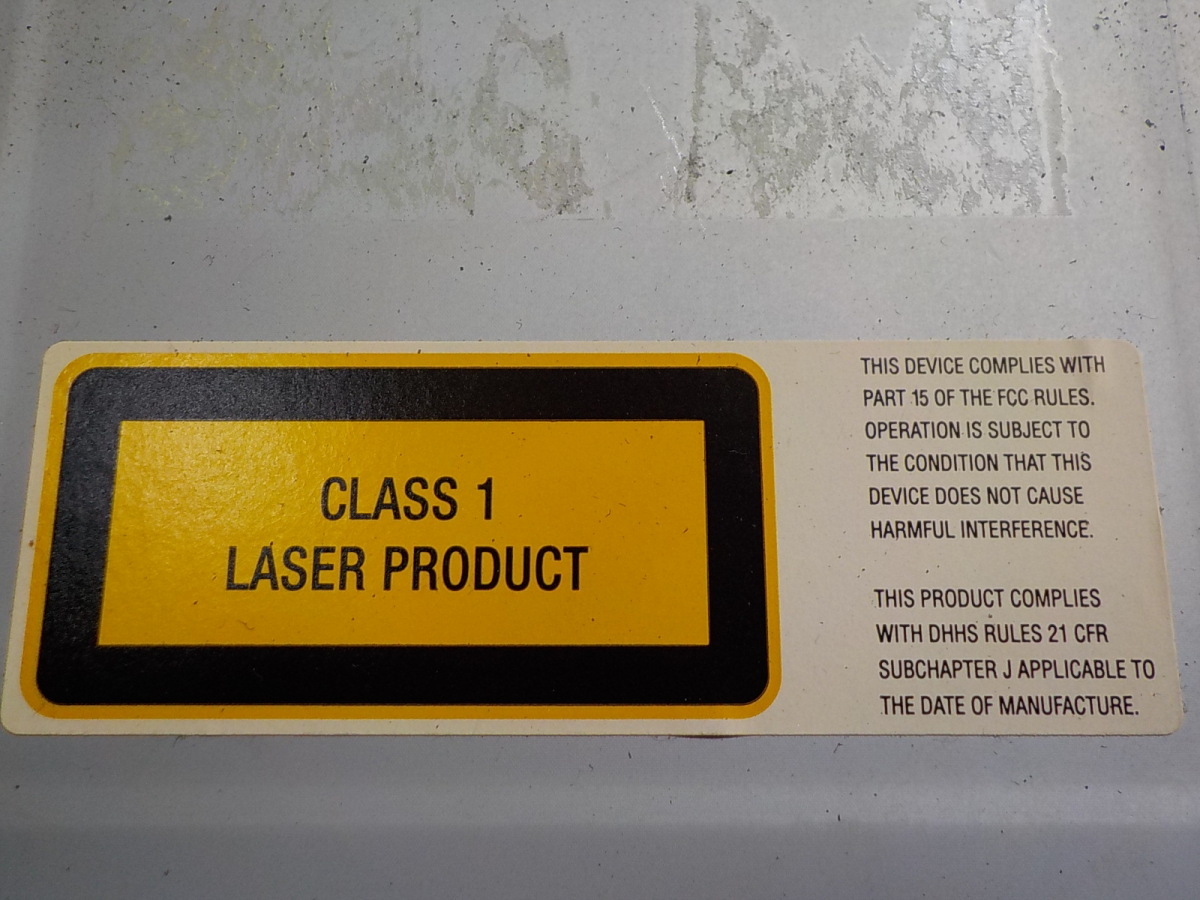 CLASS 1
LASER PRODUCT
THIS DEVICE COMPLIES WITH
PART 15 OF THE FCC RULES.
OPERATION IS SUBJECT TO
THE CONDITION THAT THIS
DEVICE DOES NOT CAUSE
HARMFUL INTERFERENCE.
THIS PRODUCT COMPLIES
WITH DHHS RULES 21 CFR
SUBCHAPTER J APPLICABLE TO
THE DATE OF MANUFACTURE.